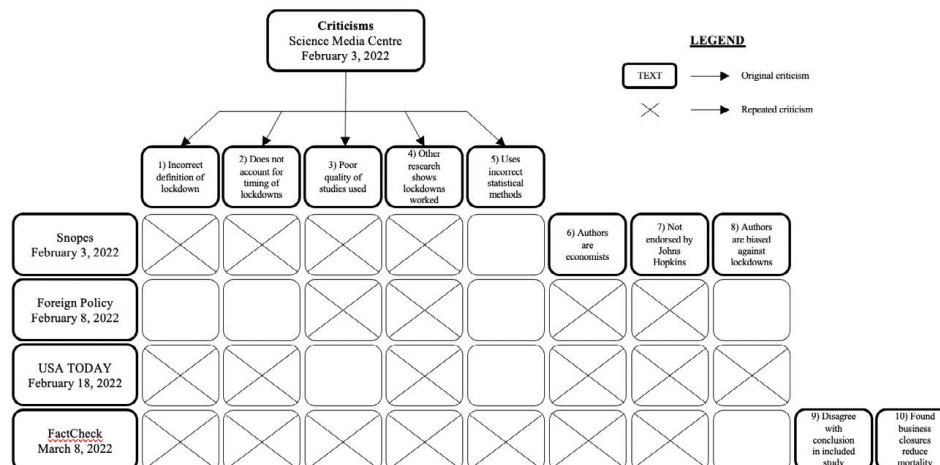 Criticisms
Science Media Centre
February 3, 2022
LEGEND
TEXT
Original criticism
Repeated criticism
1) Incorrect
definition of
lockdown
2) Does not
account for
timing of
lockdowns
3) Poor
quality of
studies used
4) Other
research
shows
lockdowns
worked
5) Uses
incorrect
statistical
methods
Snopes
February 3, 2022
6) Authors
are
economists
7) Not
endorsed by
Johns
Hopkins
8) Authors
are biased
against
lockdowns
Foreign Policy
February 8, 2022
USA TODAY
February 18, 2022
FactCheck
March 8, 2022
9) Disagree
with
conclusion
in included
study
10) Found
business
closures
reduce
mortality